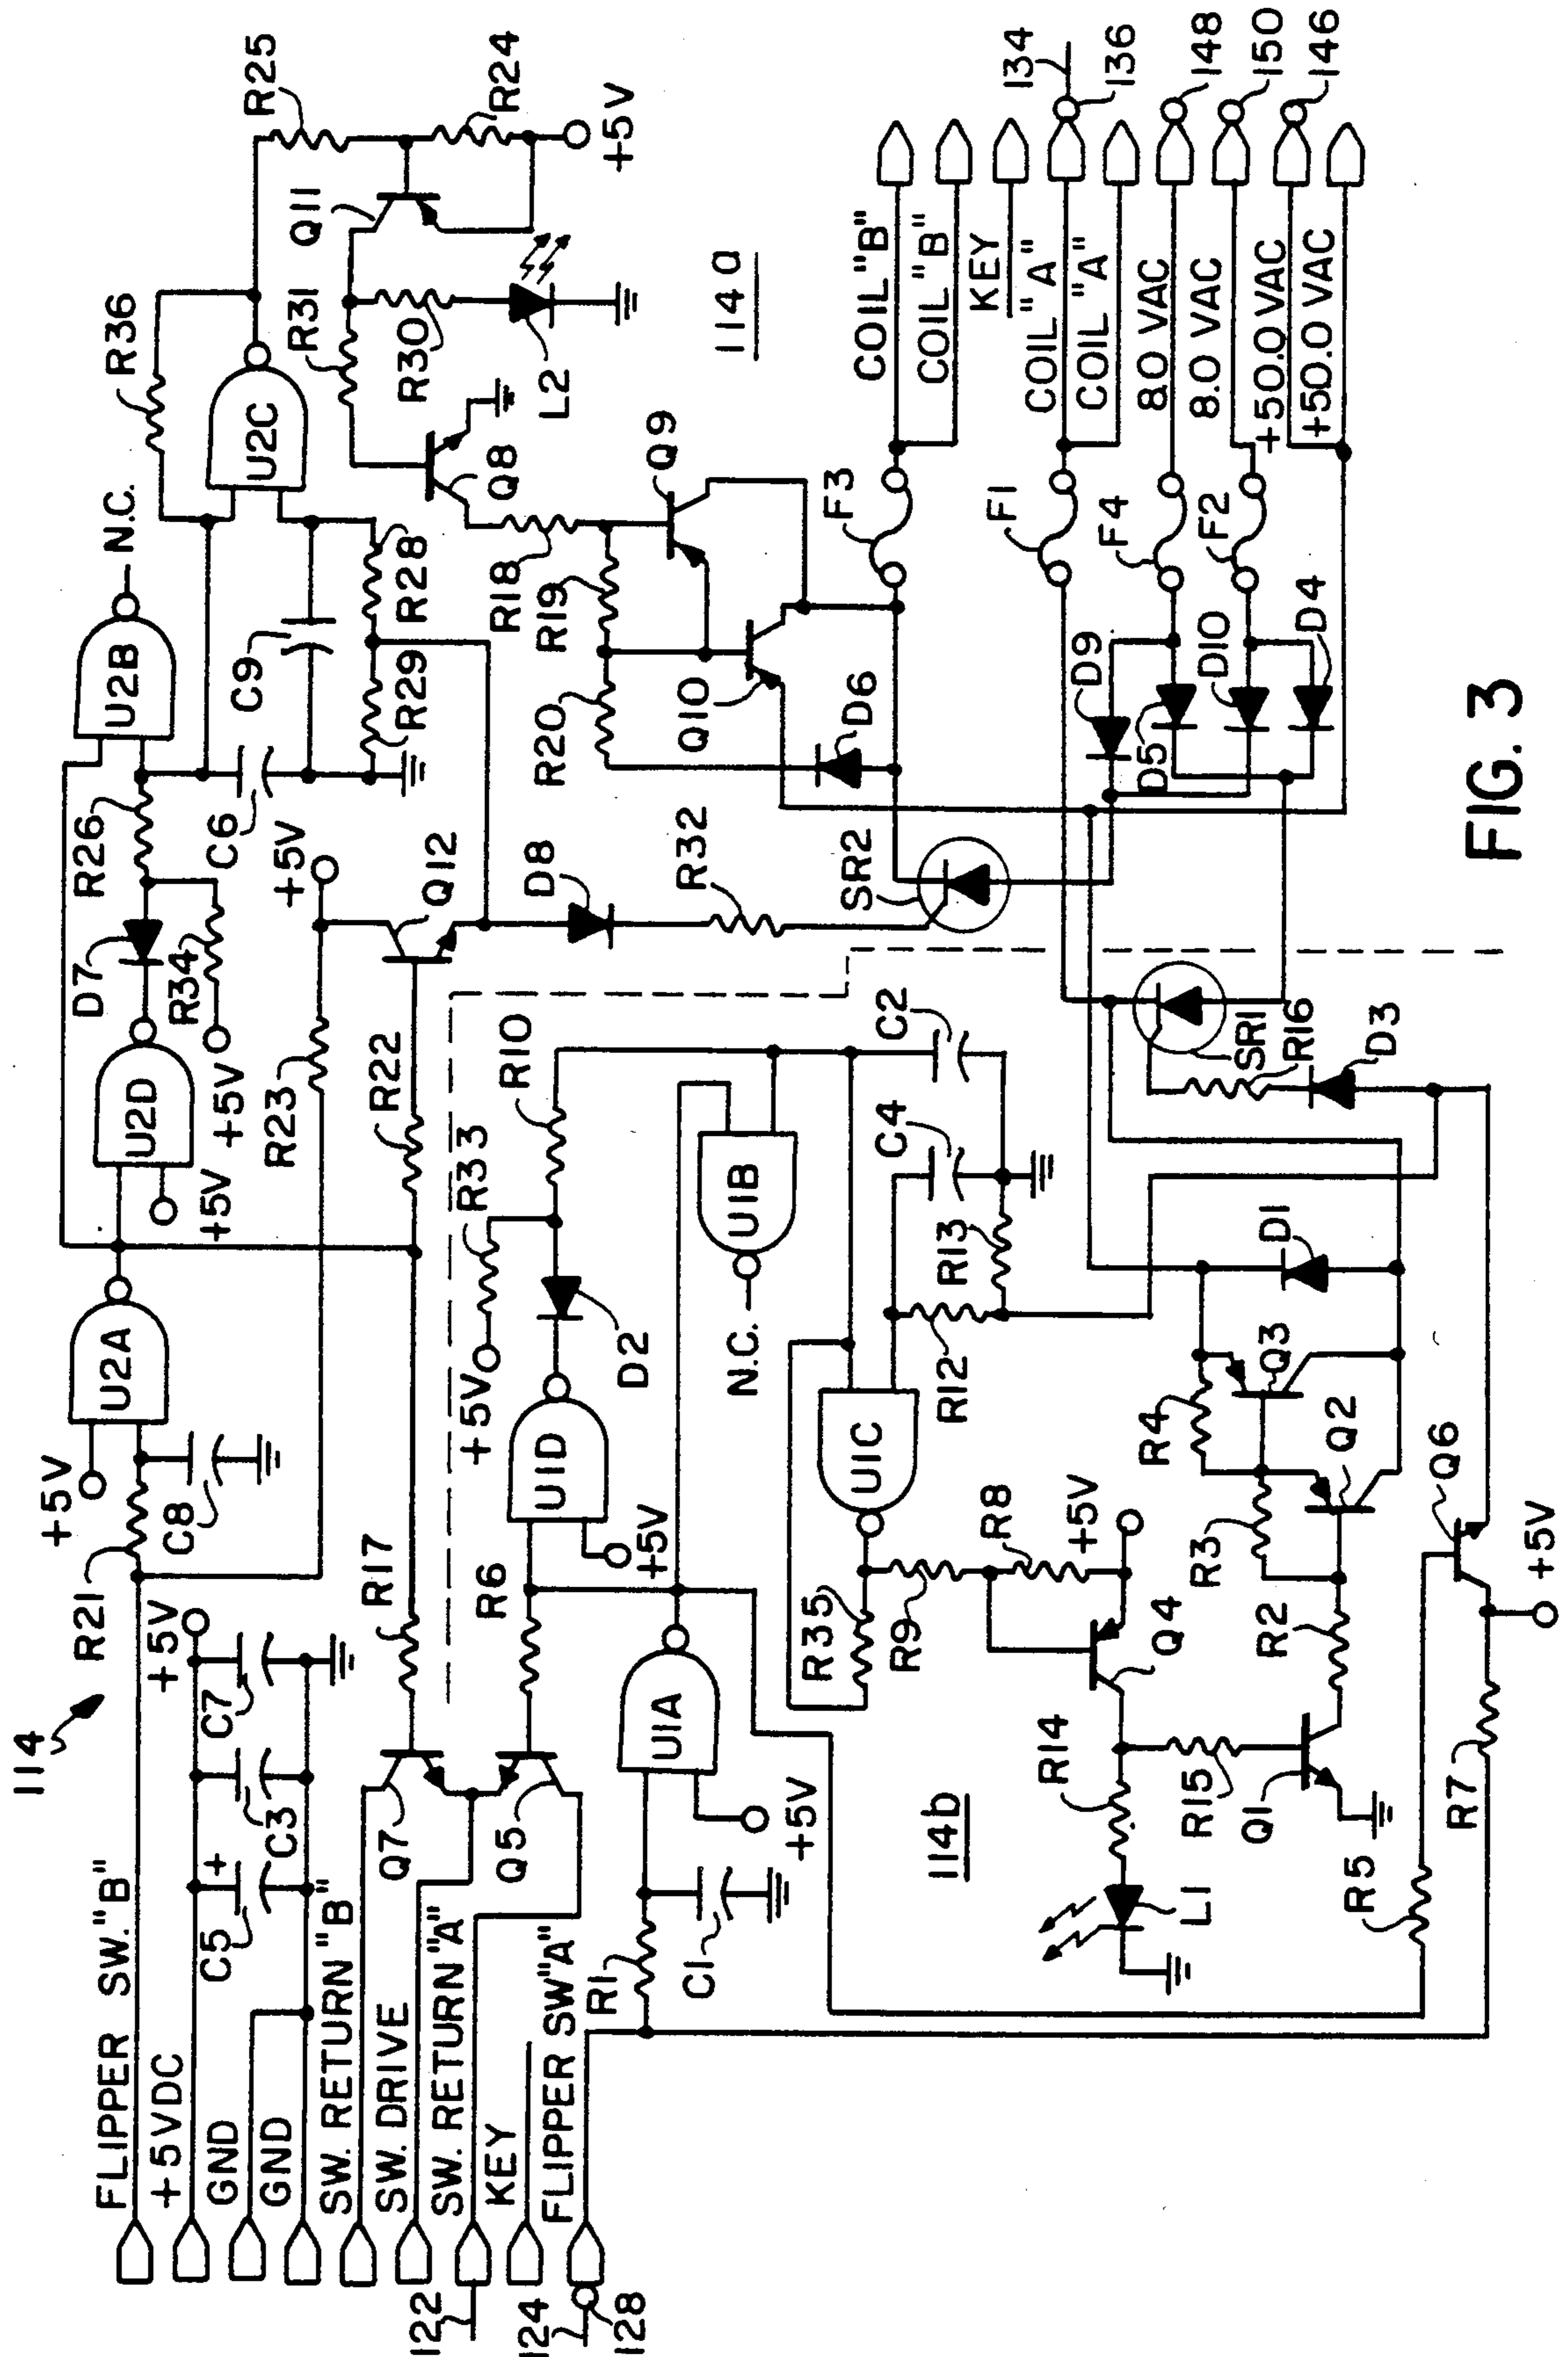 114
FLIPPER SW."B"
+5VDC
GND
GND
SW. RETURN "B"
SW. DRIVE
SW. RETURN "A"
KEY
FLIPPER SW"A"
122
124
128
R21
+5V
C8
U2A
+5V
C5
+
C3
C7
R17
Q7
Q5
R6
R1
C1
U1A
+5V
+5V
U2D
D7
R34
+5V
R26
C6
U2B
N.C.
R23
+5V
R22
Q12
C9
R29
R28
U2C
R36
R25
R24
+5V
Q11
R31
R30
L2
Q8
R18
R19
R20
Q9
Q10
D6
D8
R32
SR2
114a
+5V
R33
R10
D2
U1D
+5V
U1B
N.C.
C2
C4
R13
R12
U1C
R35
R9
R8
+5V
Q4
R14
R15
L1
Q1
114b
R2
R3
R4
Q3
Q2
D1
SR1
R16
D3
Q6
R5
R7
+5V
F3
F1
F4
F2
D9
D5
D10
D4
COIL "B"
COIL "B"
KEY
COIL "A"
COIL "A"
8.0 VAC
8.0 VAC
+50.0 VAC
+50.0 VAC
134
136
148
150
146
FIG. 3